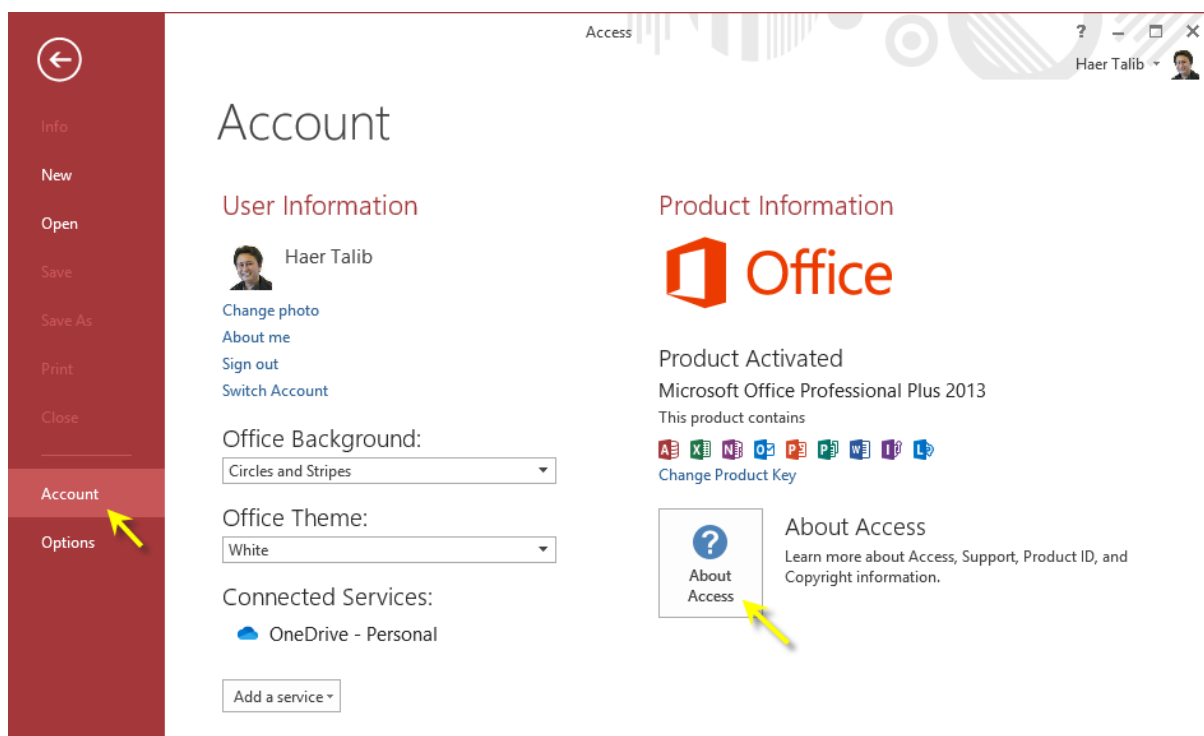 Access
? 
Haer Talib
Info
New
Open
Save
Save As
Print
Close
Account
Options
Account
User Information
Haer Talib
Change photo
About me
Sign out
Switch Account
Office Background:
Circles and Stripes
Office Theme:
White
Connected Services:
OneDrive - Personal
Add a service
Product Information
Office
Product Activated
Microsoft Office Professional Plus 2013
This product contains
Change Product Key
?
About
Access
About Access
Learn more about Access, Support, Product ID, and
Copyright information.